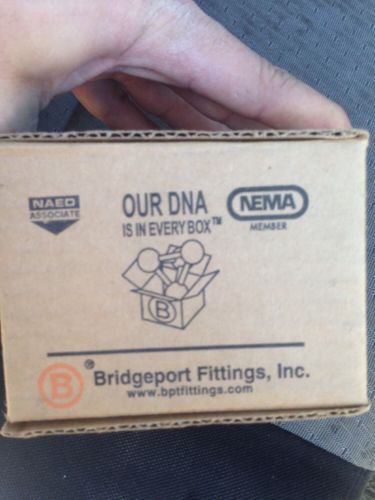 NAED
ASSOCIATE
OUR DNA
IS IN EVERY BOX™
NEMA
MEMBER
B
B® Bridgeport Fittings, Inc.
www.bptfittings.com